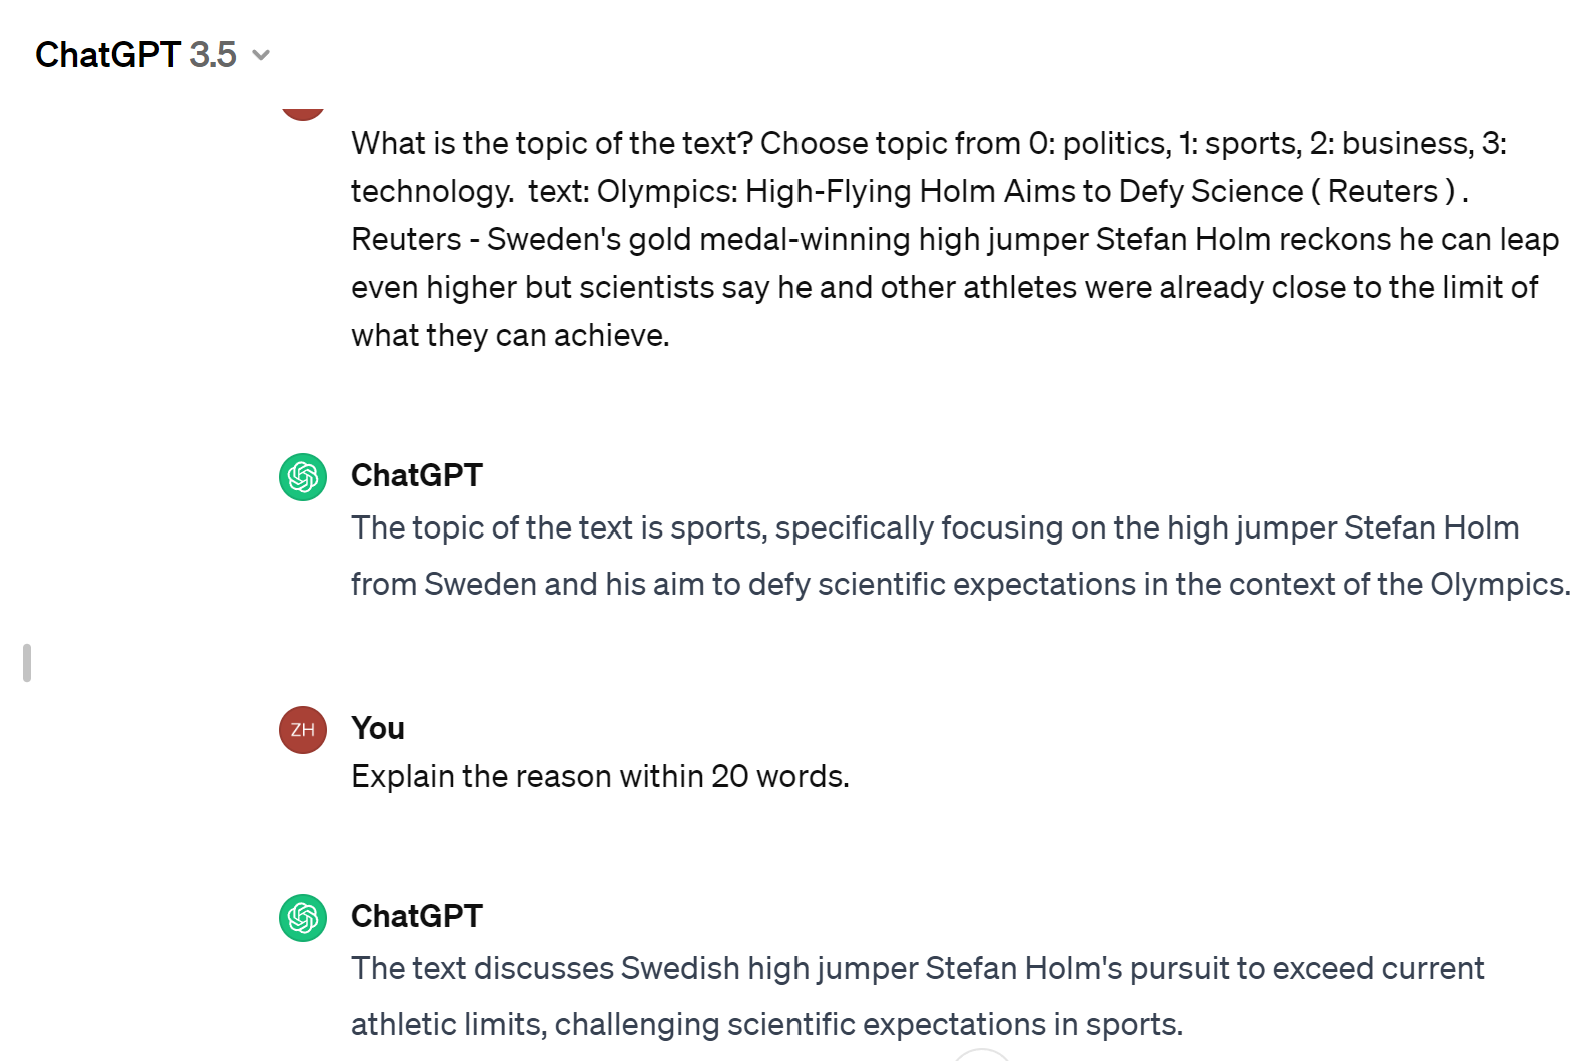 ChatGPT 3.5
What is the topic of the text? Choose topic from 0: politics, 1: sports, 2: business, 3:
technology.  text: Olympics: High-Flying Holm Aims to Defy Science ( Reuters ) .
Reuters - Sweden's gold medal-winning high jumper Stefan Holm reckons he can leap
even higher but scientists say he and other athletes were already close to the limit of
what they can achieve.
ChatGPT
The topic of the text is sports, specifically focusing on the high jumper Stefan Holm
from Sweden and his aim to defy scientific expectations in the context of the Olympics.
ZH You
Explain the reason within 20 words.
ChatGPT
The text discusses Swedish high jumper Stefan Holm's pursuit to exceed current
athletic limits, challenging scientific expectations in sports.